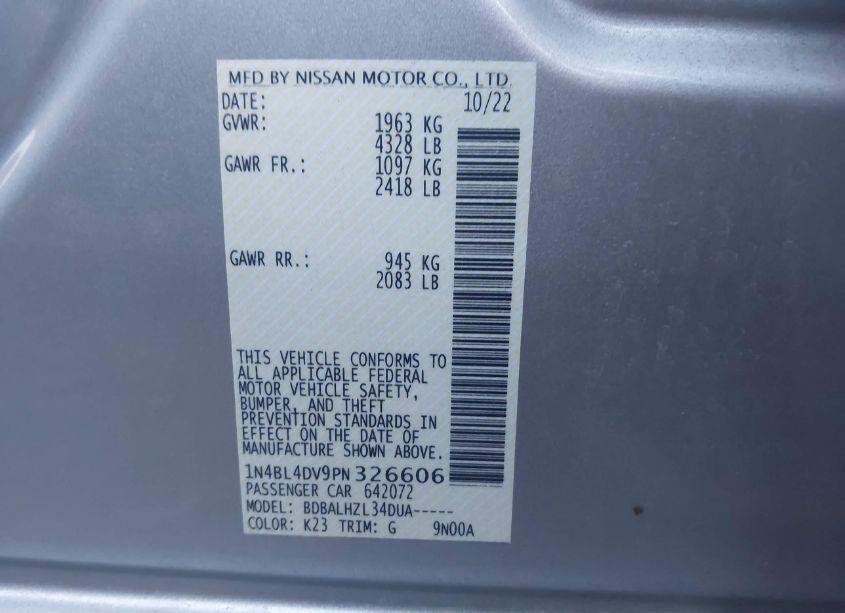 MFD BY NISSAN MOTOR CO., LTD.
DATE: 10/22
GVWR: 1963 KG
4328 LB
GAWR FR.: 1097 KG
2418 LB
GAWR RR.: 945 KG
2083 LB
THIS VEHICLE CONFORMS TO
ALL APPLICABLE FEDERAL
MOTOR VEHICLE SAFETY,
BUMPER, AND THEFT
PREVENTION STANDARDS IN
EFFECT ON THE DATE OF
MANUFACTURE SHOWN ABOVE.
1N4BL4DV9PN326606
PASSENGER CAR 642072
MODEL: BDBALHZL34DUA-----
COLOR: K23 TRIM: G 9N00A